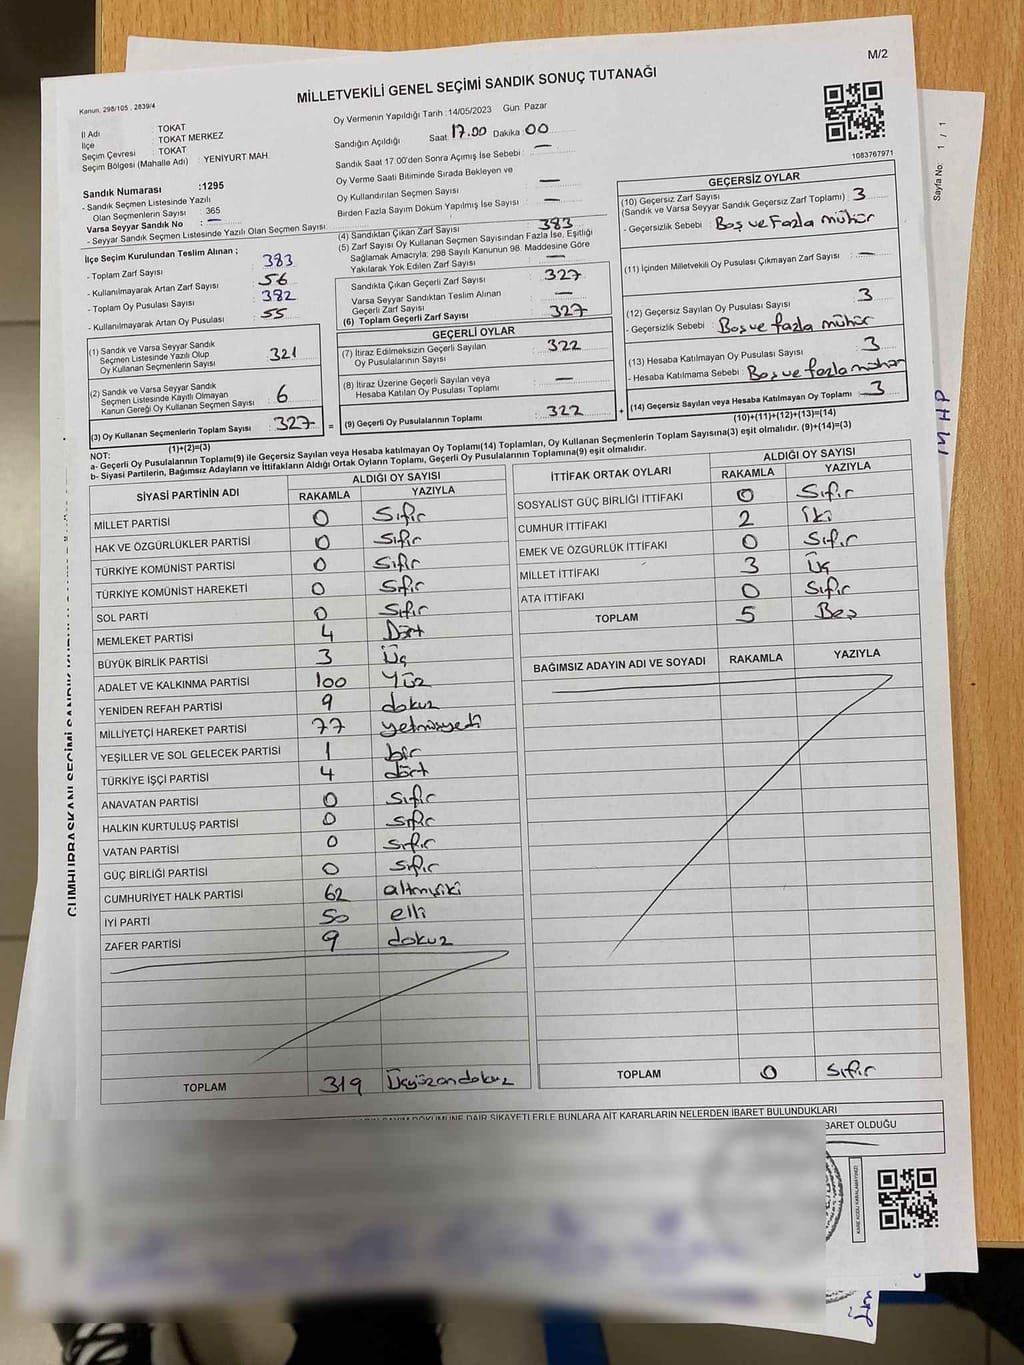 M/2
Kanun, 298/105 , 2839/4
MİLLETVEKİLİ GENEL SEÇİMİ SANDIK SONUÇ TUTANAĞI
İl Adı : TOKAT
İlçe : TOKAT MERKEZ
Seçim Çevresi : TOKAT
Seçim Bölgesi (Mahalle Adı) : YENİYURT MAH.
Sandık Numarası :1295
- Sandık Seçmen Listesinde Yazılı
Olan Seçmenlerin Sayısı : 365
Varsa Seyyar Sandık No : —
- Seyyar Sandık Seçmen Listesinde Yazılı Olan Seçmen Sayısı
Oy Vermenin Yapıldığı Tarih :14/05/2023 Gün: Pazar
Sandığın Açıldığı Saat 17.00 Dakika 00
Sandık Saat 17 00'den Sonra Açımış İse Sebebi : —
Oy Verme Saati Bitiminde Sırada Bekleyen ve
Oy Kullandırılan Seçmen Sayısı : —
Birden Fazla Sayım Döküm Yapılmış İse Sayısı : —
1083767971
Sayfa No: 1 / 1
İlçe Seçim Kurulundan Teslim Alınan ;
- Toplam Zarf Sayısı : 383
- Kullanılmayarak Artan Zarf Sayısı : 56
- Toplam Oy Pusulası Sayısı : 382
- Kullanılmayarak Artan Oy Pusulası : 55
(1) Sandık ve Varsa Seyyar Sandık
Seçmen Listesinde Yazılı Olup
Oy Kullanan Seçmenlerin Sayısı : 321
(2) Sandık ve Varsa Seyyar Sandık
Seçmen Listesinde Kayıtlı Olmayan
Kanun Gereği Oy Kullanan Seçmen Sayısı : 6
(3) Oy Kullanan Seçmenlerin Toplam Sayısı : 327
(1)+(2)=(3)
(4) Sandıktan Çıkan Zarf Sayısı : 383
(5) Zarf Sayısı Oy Kullanan Seçmen Sayısından Fazla İse, Eşitliği
Sağlamak Amacıyla; 298 Sayılı Kanunun 98. Maddesine Göre
Yakılarak Yok Edilen Zarf Sayısı : —
Sandıkta Çıkan Geçerli Zarf Sayısı : 327
Varsa Seyyar Sandıktan Teslim Alınan
Geçerli Zarf Sayısı : —
(6) Toplam Geçerli Zarf Sayısı : 327
GEÇERLİ OYLAR
(7) İtiraz Edilmeksizin Geçerli Sayılan
Oy Pusulalarının Sayısı : 322
(8) İtiraz Üzerine Geçerli Sayılan veya
Hesaba Katılan Oy Pusulası Toplamı : —
= (9) Geçerli Oy Pusulalarının Toplamı : 322 +
GEÇERSİZ OYLAR
(10) Geçersiz Zarf Sayısı
(Sandık ve Varsa Seyyar Sandık Geçersiz Zarf Toplamı) : 3
- Geçersizlik Sebebi : Boş ve Fazla mühür
(11) İçinden Milletvekili Oy Pusulası Çıkmayan Zarf Sayısı : —
(12) Geçersiz Sayılan Oy Pusulası Sayısı : 3
- Geçersizlik Sebebi : Boş ve fazla mühür
(13) Hesaba Katılmayan Oy Pusulası Sayısı : 3
- Hesaba Katılmama Sebebi : Boş ve fazla mühür
(14) Geçersiz Sayılan veya Hesaba Katılmayan Oy Toplamı : 3
(10)+(11)+(12)+(13)=(14)
NOT:
a- Geçerli Oy Pusulalarının Toplamı(9) ile Geçersiz Sayılan veya Hesaba katılmayan Oy Toplamı(14) Toplamları, Oy Kullanan Seçmenlerin Toplam Sayısına(3) eşit olmalıdır. (9)+(14)=(3)
b- Siyasi Partilerin, Bağımsız Adayların ve İttifakların Aldığı Ortak Oyların Toplamı, Geçerli Oy Pusulalarının Toplamına(9) eşit olmalıdır.
SİYASİ PARTİNİN ADI ALDIĞI OY SAYISI
RAKAMLA YAZIYLA
MİLLET PARTİSİ 0 Sıfır
HAK VE ÖZGÜRLÜKLER PARTİSİ 0 Sıfır
TÜRKİYE KOMÜNİST PARTİSİ 0 Sıfır
TÜRKİYE KOMÜNİST HAREKETİ 0 Sıfır
SOL PARTİ 0 Sıfır
MEMLEKET PARTİSİ 4 Dört
BÜYÜK BİRLİK PARTİSİ 3 Üç
ADALET VE KALKINMA PARTİSİ 100 Yüz
YENİDEN REFAH PARTİSİ 9 dokuz
MİLLİYETÇİ HAREKET PARTİSİ 77 yetmişyedi
YEŞİLLER VE SOL GELECEK PARTİSİ 1 bir
TÜRKİYE İŞÇİ PARTİSİ 4 dört
ANAVATAN PARTİSİ 0 Sıfır
HALKIN KURTULUŞ PARTİSİ 0 Sıfır
VATAN PARTİSİ 0 Sıfır
GÜÇ BİRLİĞİ PARTİSİ 0 Sıfır
CUMHURİYET HALK PARTİSİ 62 altmışiki
İYİ PARTİ 50 elli
ZAFER PARTİSİ 9 dokuz
TOPLAM 319 Üçyüzondokuz
İTTİFAK ORTAK OYLARI ALDIĞI OY SAYISI
RAKAMLA YAZIYLA
SOSYALİST GÜÇ BİRLİĞİ İTTİFAKI 0 Sıfır
CUMHUR İTTİFAKI 2 iki
EMEK VE ÖZGÜRLÜK İTTİFAKI 0 Sıfır
MİLLET İTTİFAKI 3 Üç
ATA İTTİFAKI 0 Sıfır
TOPLAM 5 Beş
BAĞIMSIZ ADAYIN ADI VE SOYADI RAKAMLA YAZIYLA
TOPLAM 0 Sıfır
SAYIM DÖKÜMÜNE DAİR ŞİKAYETLERLE BUNLARA AİT KARARLARIN NELERDEN İBARET BULUNDUKLARI
BARET OLDUĞU
MHP